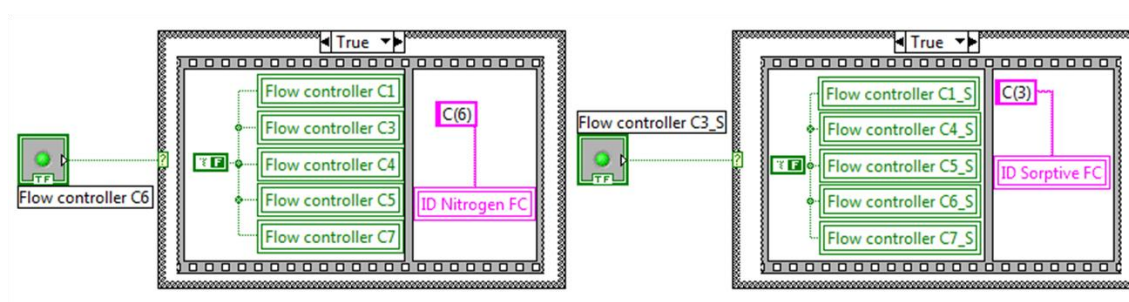 True
Flow controller C1
Flow controller C3
Flow controller C4
Flow controller C5
Flow controller C7
C(6)
ID Nitrogen FC
?
F
TF
Flow controller C6
True
Flow controller C3_S
Flow controller C1_S
Flow controller C4_S
Flow controller C5_S
Flow controller C6_S
Flow controller C7_S
C(3)
ID Sorptive FC
?
F
TF